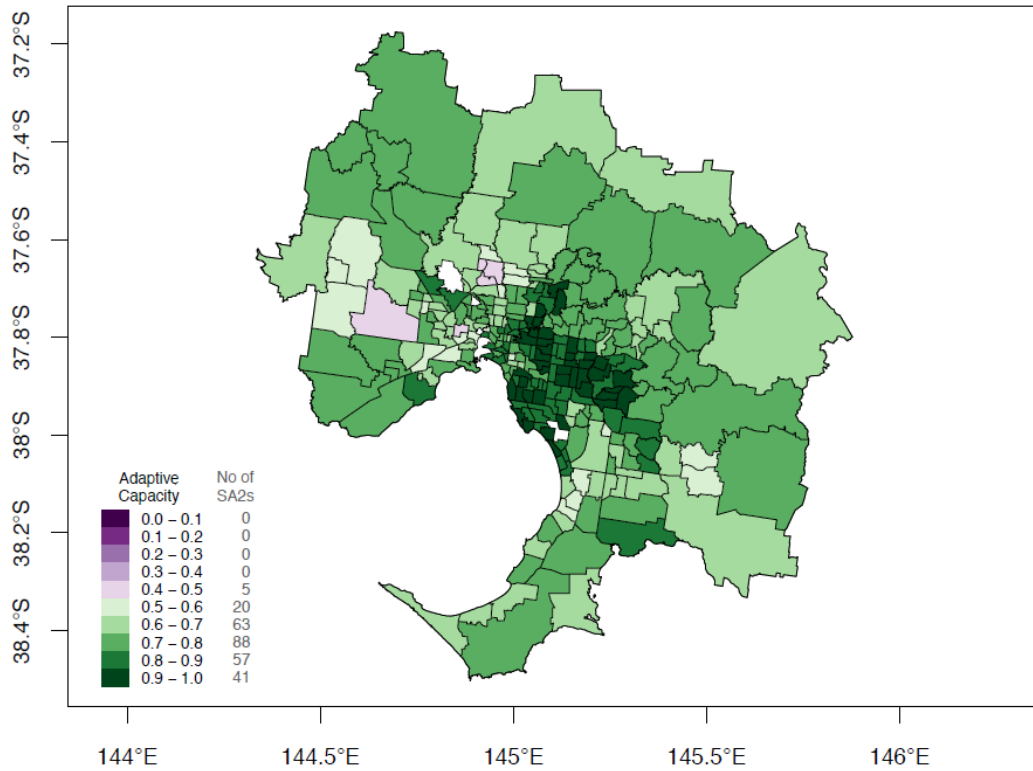 37.2°S
37.4°S
37.6°S
37.8°S
38°S
38.2°S
38.4°S
Adaptive No of
Capacity SA2s
0.0 – 0.1 0
0.1 – 0.2 0
0.2 – 0.3 0
0.3 – 0.4 0
0.4 – 0.5 5
0.5 – 0.6 20
0.6 – 0.7 63
0.7 – 0.8 88
0.8 – 0.9 57
0.9 – 1.0 41
144°E 144.5°E 145°E 145.5°E 146°E